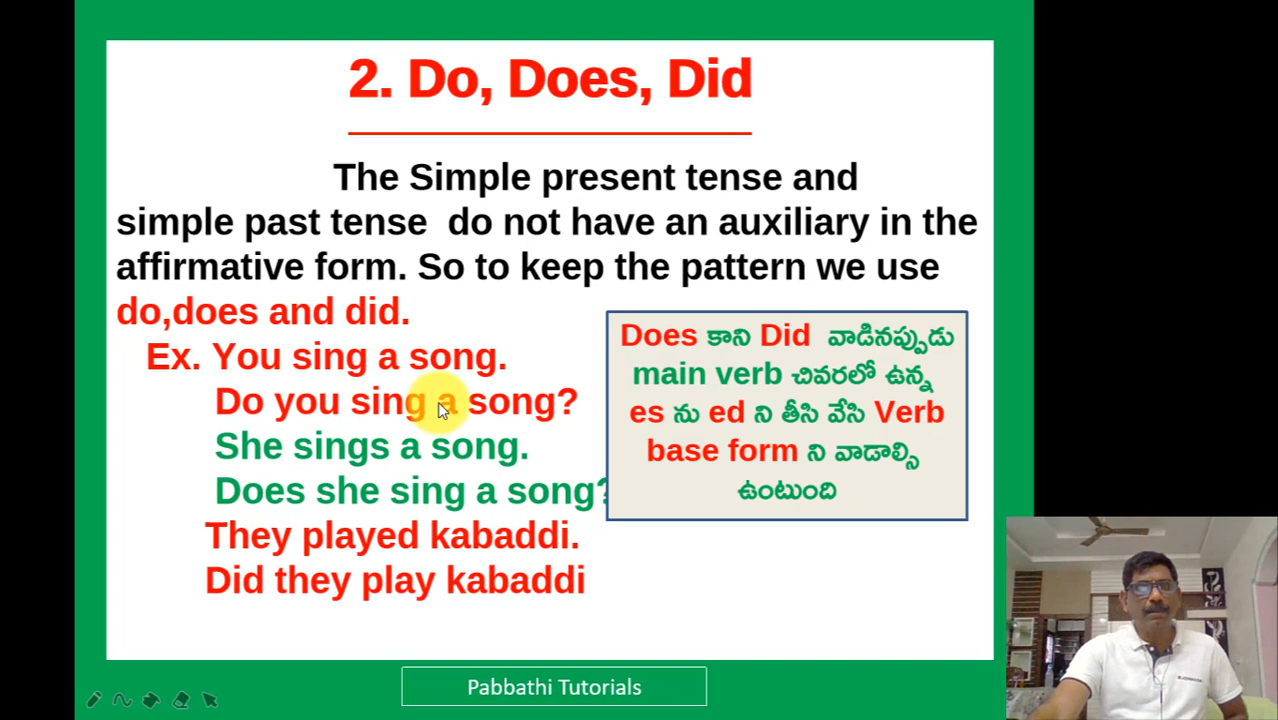 2. Do, Does, Did
The Simple present tense and
simple past tense do not have an auxiliary in the
affirmative form. So to keep the pattern we use
do,does and did.
Ex. You sing a song.
Do you sing a song?
She sings a song.
Does she sing a song?
They played kabaddi.
Did they play kabaddi
Does కాని Did వాడినప్పుడు
main verb చివరలో ఉన్న
es ను ed ని తీసి వేసి Verb
base form ని వాడాల్సి
ఉంటుంది
Pabbathi Tutorials